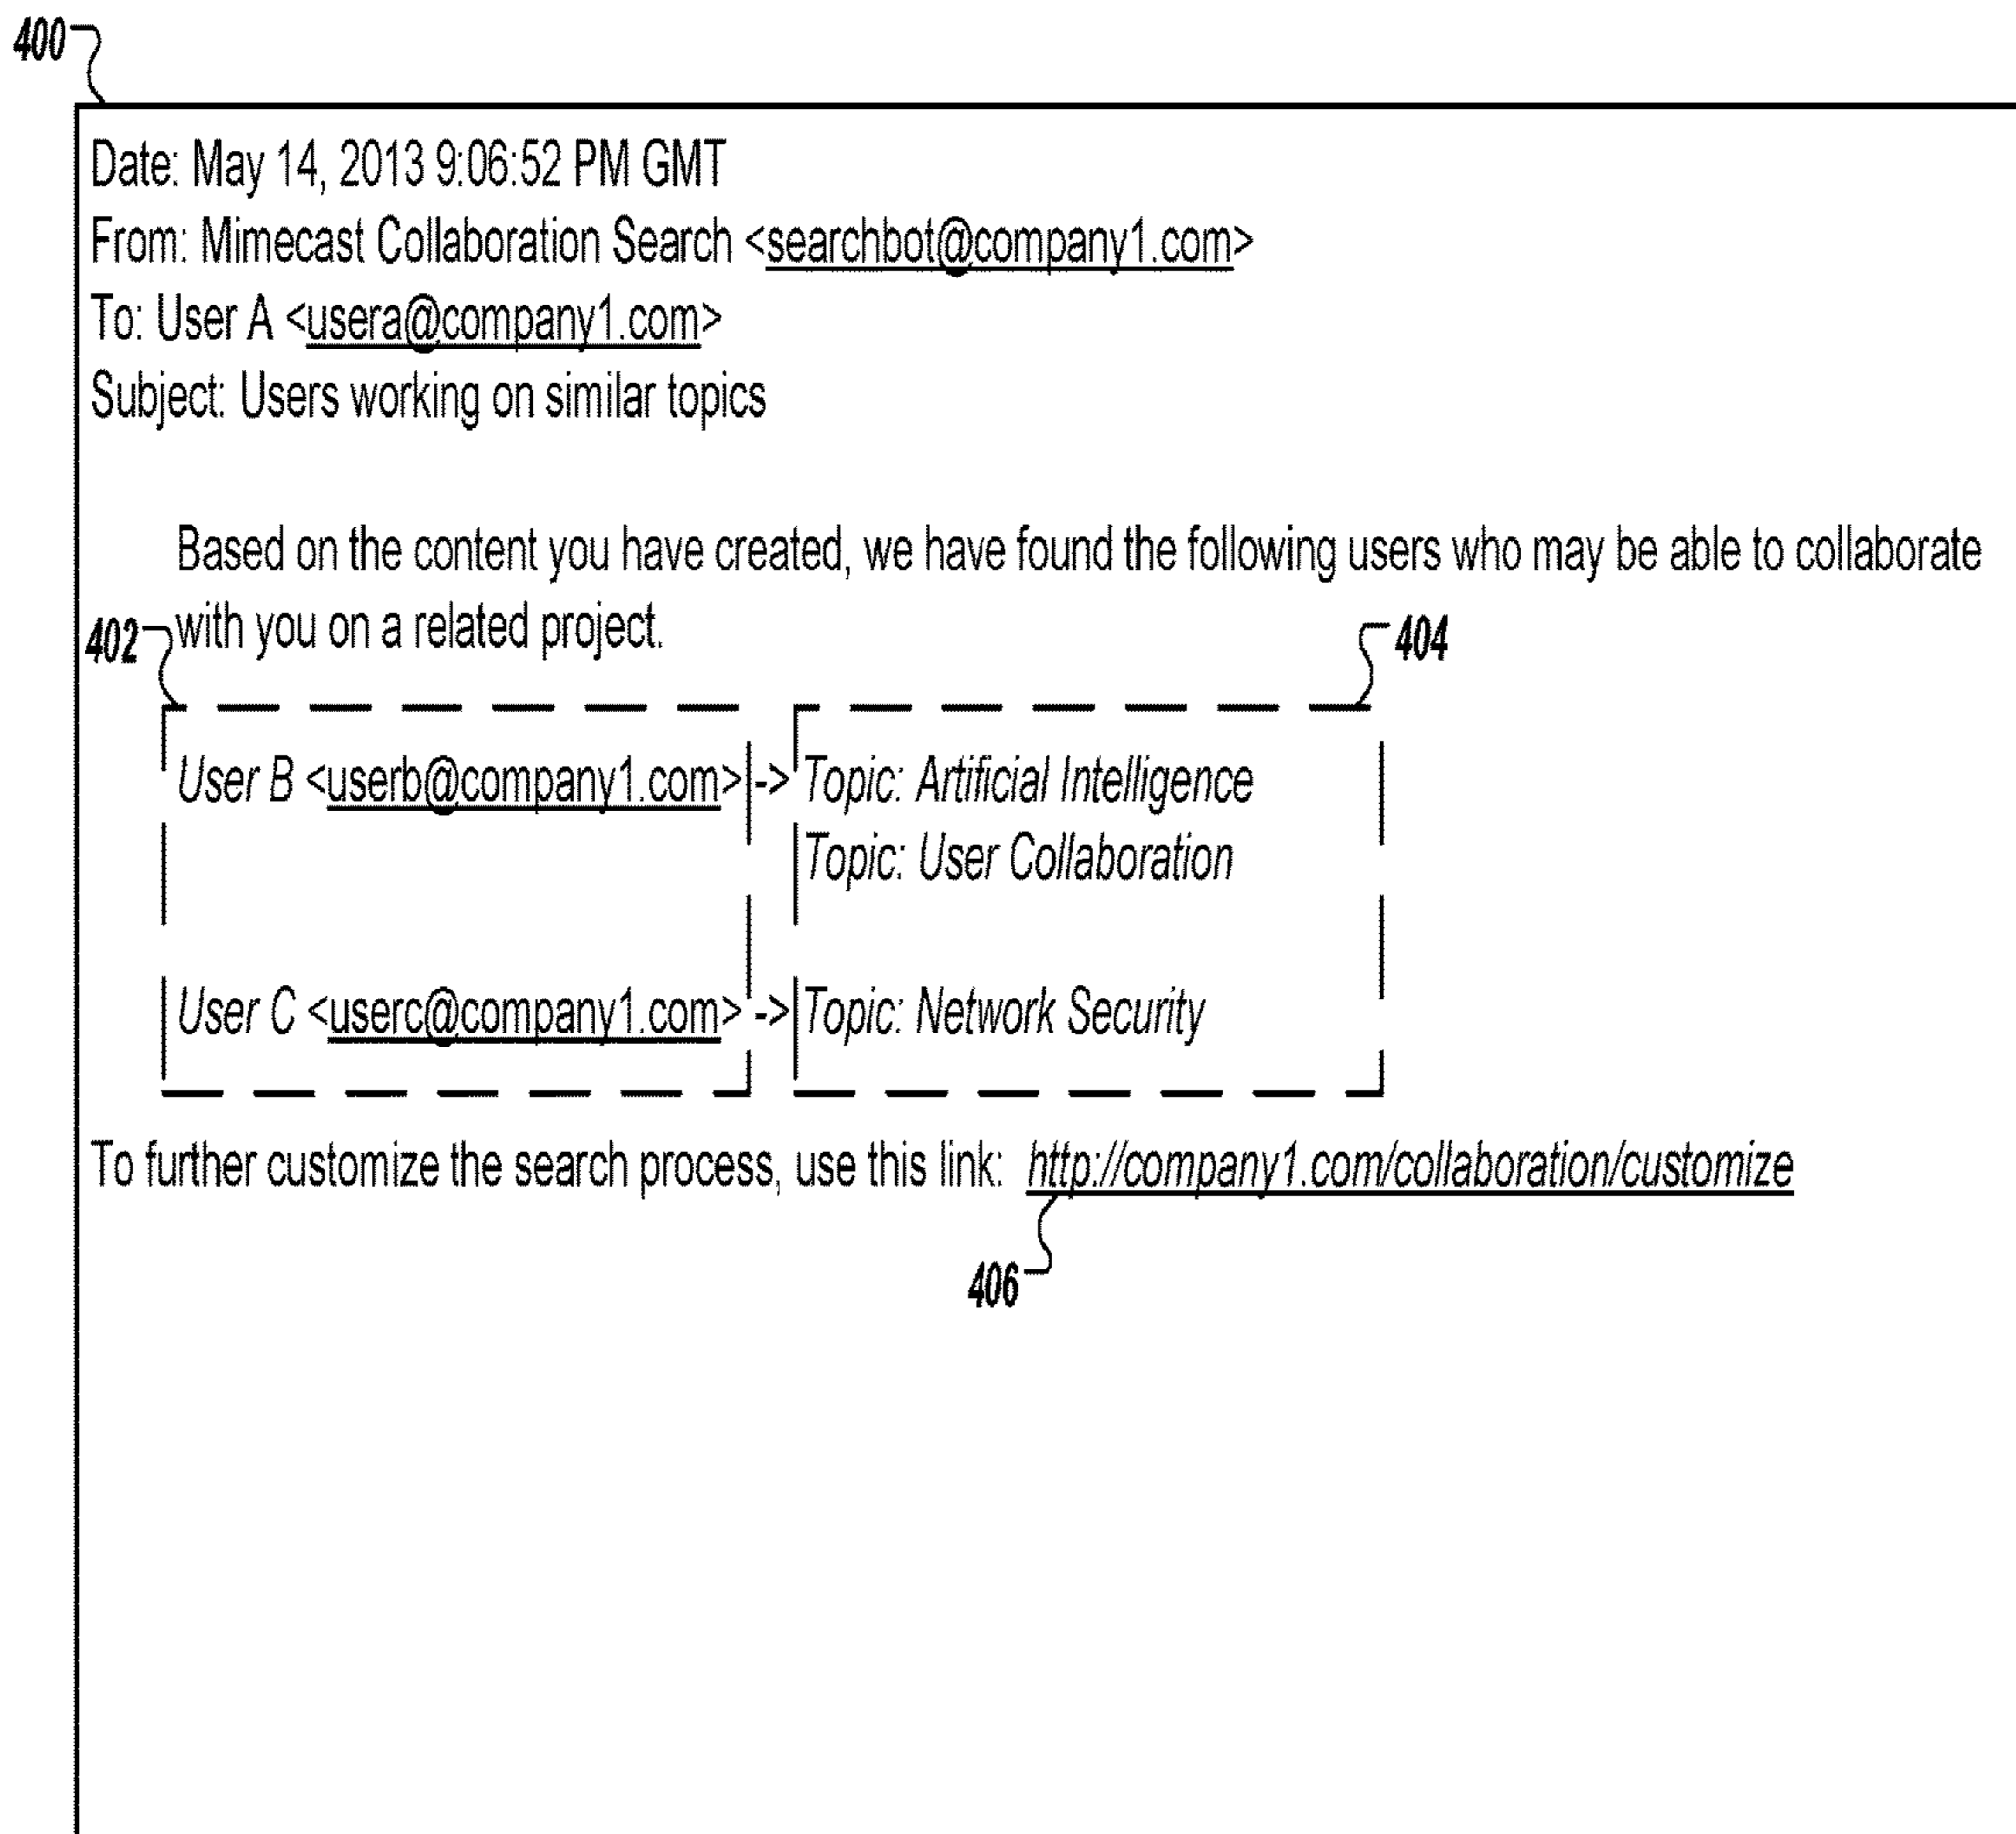 400
Date: May 14, 2013 9:06:52 PM GMT
From: Mimecast Collaboration Search <searchbot@company1.com>
To: User A <usera@company1.com>
Subject: Users working on similar topics
Based on the content you have created, we have found the following users who may be able to collaborate
with you on a related project.
402
404
User B <userb@company1.com> -> Topic: Artificial Intelligence
Topic: User Collaboration
User C <userc@company1.com> -> Topic: Network Security
To further customize the search process, use this link: http://company1.com/collaboration/customize
406